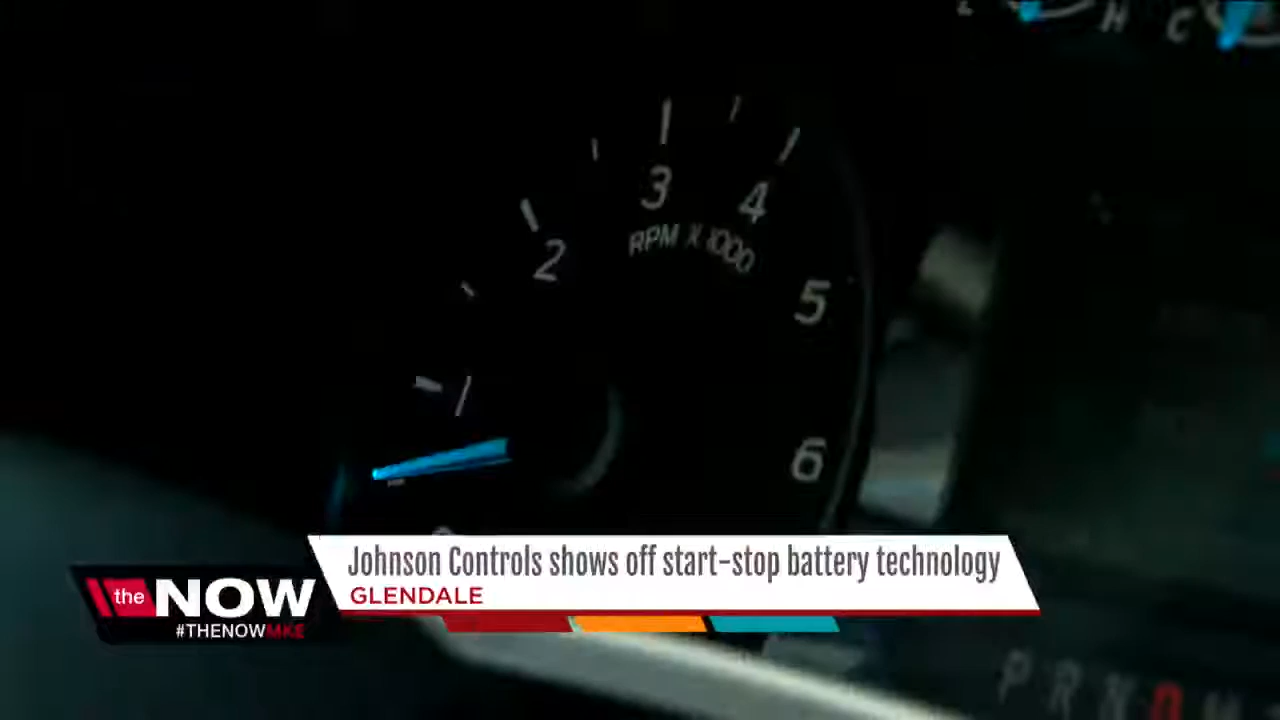 H C
3 4
RPM X 1000
2
5
1
6
Johnson Controls shows off start-stop battery technology
GLENDALE
the NOW
#THENOWMKE
P R N D M